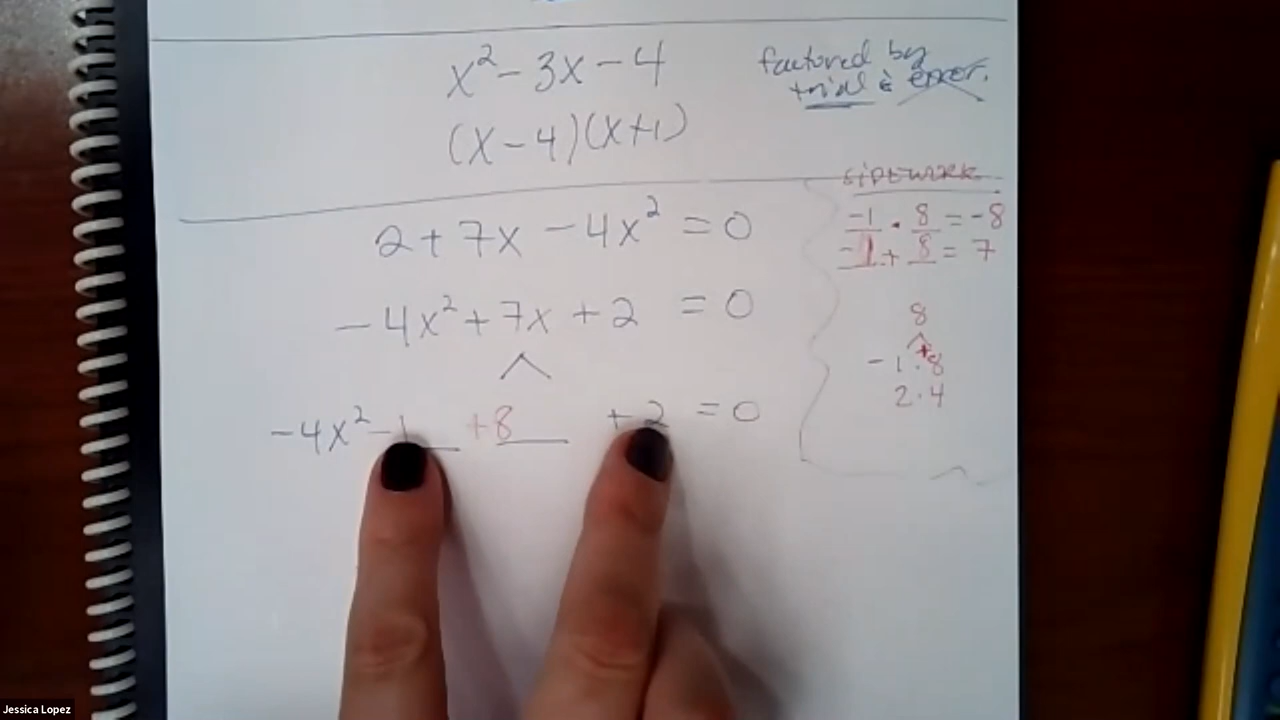 x² - 3x - 4
factored by
trial & error.
(x - 4)(x+1)
SIDEWORK
-1 · 8 = -8
-1 + 8 = 7
2 + 7x - 4x² = 0
-4x² + 7x + 2 = 0
8
-1 · +8
2 · 4
-4x² - 1 +8 + 2 = 0
Jessica Lopez